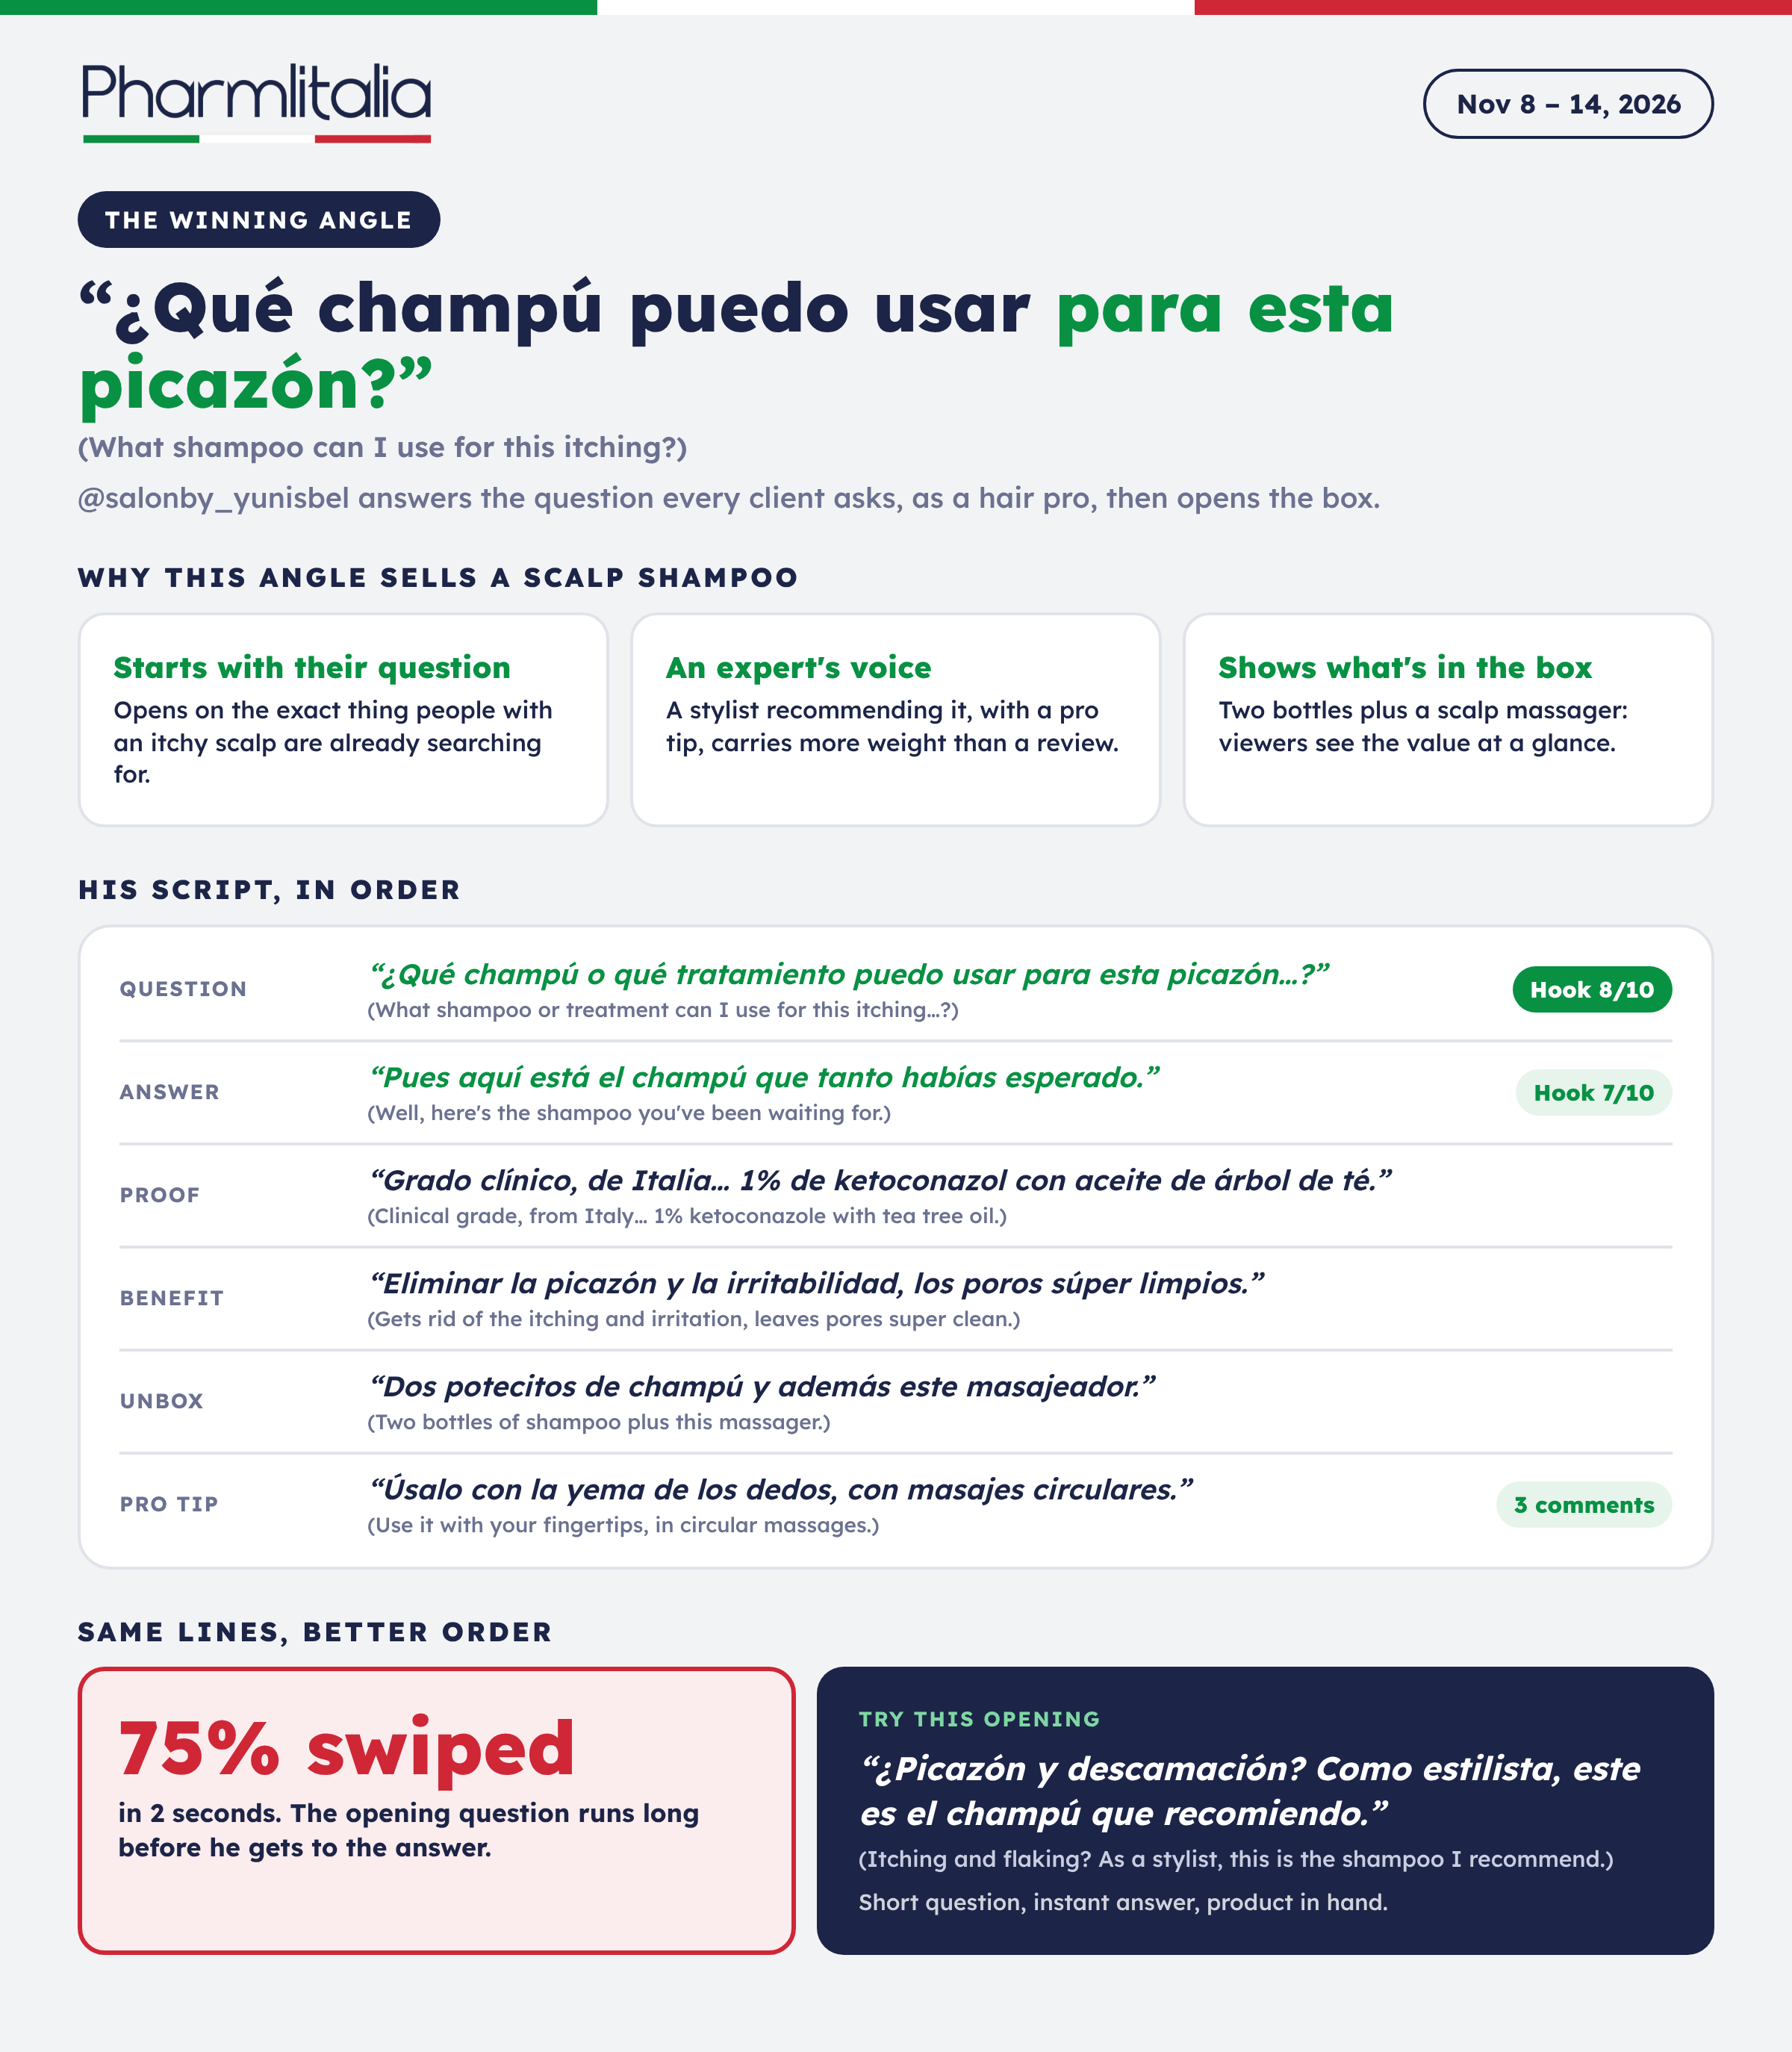 PharmIitalia
Nov 8 – 14, 2026
THE WINNING ANGLE
“¿Qué champú puedo usar para esta
picazón?”
(What shampoo can I use for this itching?)
@salonby_yunisbel answers the question every client asks, as a hair pro, then opens the box.
WHY THIS ANGLE SELLS A SCALP SHAMPOO
Starts with their question
Opens on the exact thing people with
an itchy scalp are already searching
for.
An expert's voice
A stylist recommending it, with a pro
tip, carries more weight than a review.
Shows what's in the box
Two bottles plus a scalp massager:
viewers see the value at a glance.
HIS SCRIPT, IN ORDER
QUESTION
“¿Qué champú o qué tratamiento puedo usar para esta picazón…?”
(What shampoo or treatment can I use for this itching…?)
Hook 8/10
ANSWER
“Pues aquí está el champú que tanto habías esperado.”
(Well, here's the shampoo you've been waiting for.)
Hook 7/10
PROOF
“Grado clínico, de Italia… 1% de ketoconazol con aceite de árbol de té.”
(Clinical grade, from Italy… 1% ketoconazole with tea tree oil.)
BENEFIT
“Eliminar la picazón y la irritabilidad, los poros súper limpios.”
(Gets rid of the itching and irritation, leaves pores super clean.)
UNBOX
“Dos potecitos de champú y además este masajeador.”
(Two bottles of shampoo plus this massager.)
PRO TIP
“Úsalo con la yema de los dedos, con masajes circulares.”
(Use it with your fingertips, in circular massages.)
3 comments
SAME LINES, BETTER ORDER
75% swiped
in 2 seconds. The opening question runs long
before he gets to the answer.
TRY THIS OPENING
“¿Picazón y descamación? Como estilista, este
es el champú que recomiendo.”
(Itching and flaking? As a stylist, this is the shampoo I recommend.)
Short question, instant answer, product in hand.